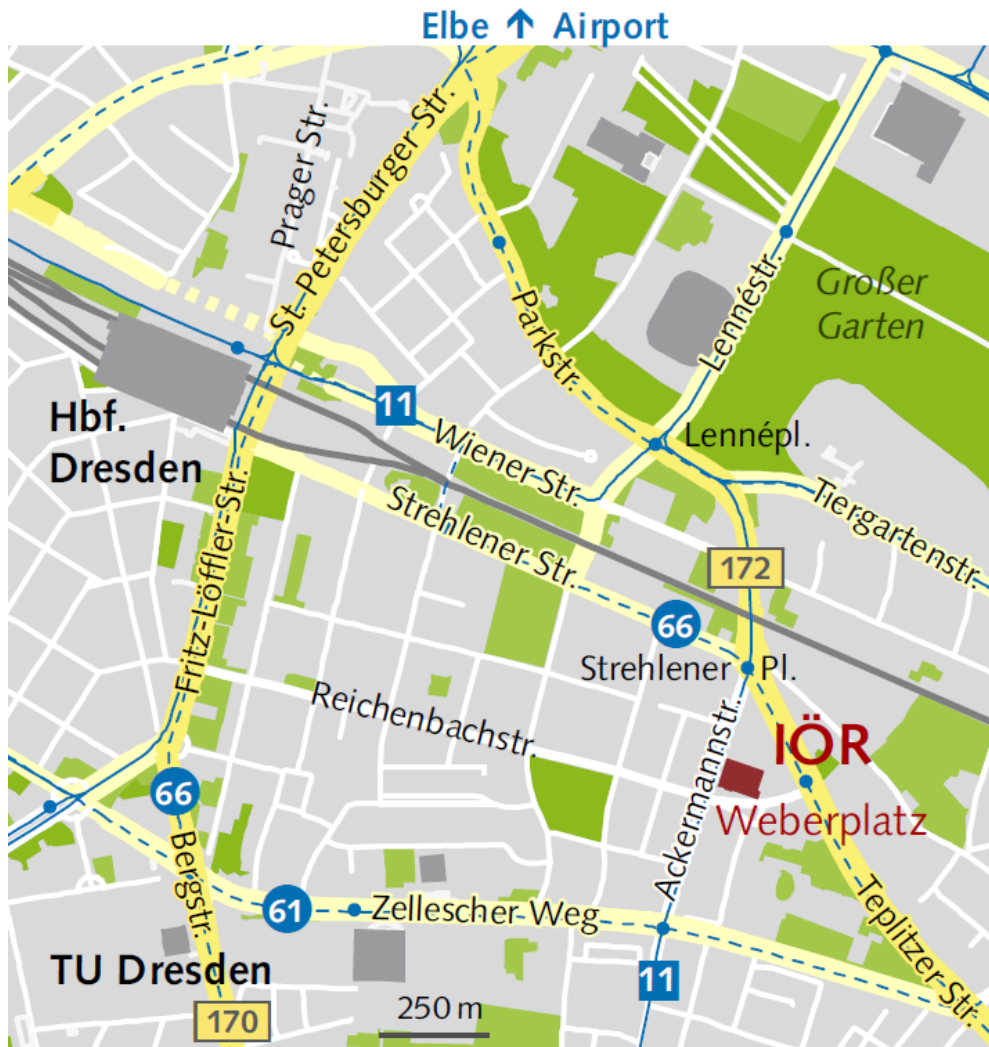 Elbe ↑ Airport
Prager Str.
St. Petersburger Str.
Großer
Garten
Lennéstr.
Parkstr.
11
Hbf.
Dresden
Wiener Str.
Lennépl.
Tiergartenstr.
Strehlener Str.
172
Fritz-Löffler-Str.
66
Strehlener Pl.
Reichenbachstr.
IÖR
Weberplatz
66
Ackermannstr.
Bergstr.
61
Zellescher Weg
Teplitzer Str.
TU Dresden
11
170
250 m